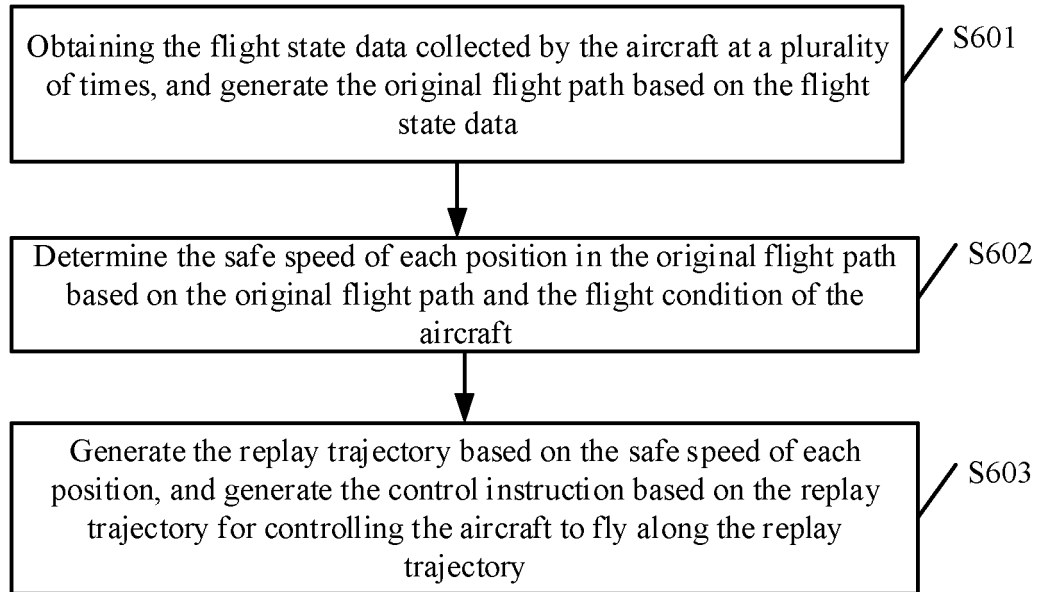 Obtaining the flight state data collected by the aircraft at a plurality
of times, and generate the original flight path based on the flight
state data
S601
Determine the safe speed of each position in the original flight path
based on the original flight path and the flight condition of the
aircraft
S602
Generate the replay trajectory based on the safe speed of each
position, and generate the control instruction based on the replay
trajectory for controlling the aircraft to fly along the replay
trajectory
S603